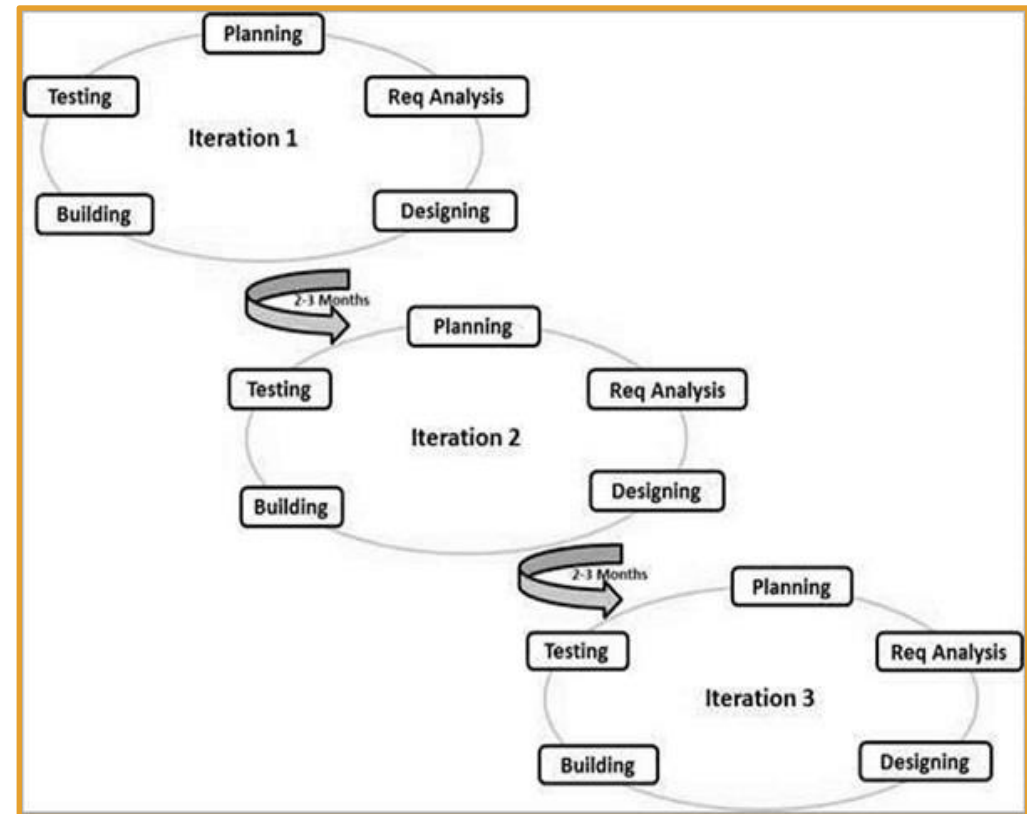 Planning
Testing
Req Analysis
Iteration 1
Building
Designing
2-3 Months
Planning
Testing
Req Analysis
Iteration 2
Building
Designing
2-3 Months
Planning
Testing
Req Analysis
Iteration 3
Building
Designing